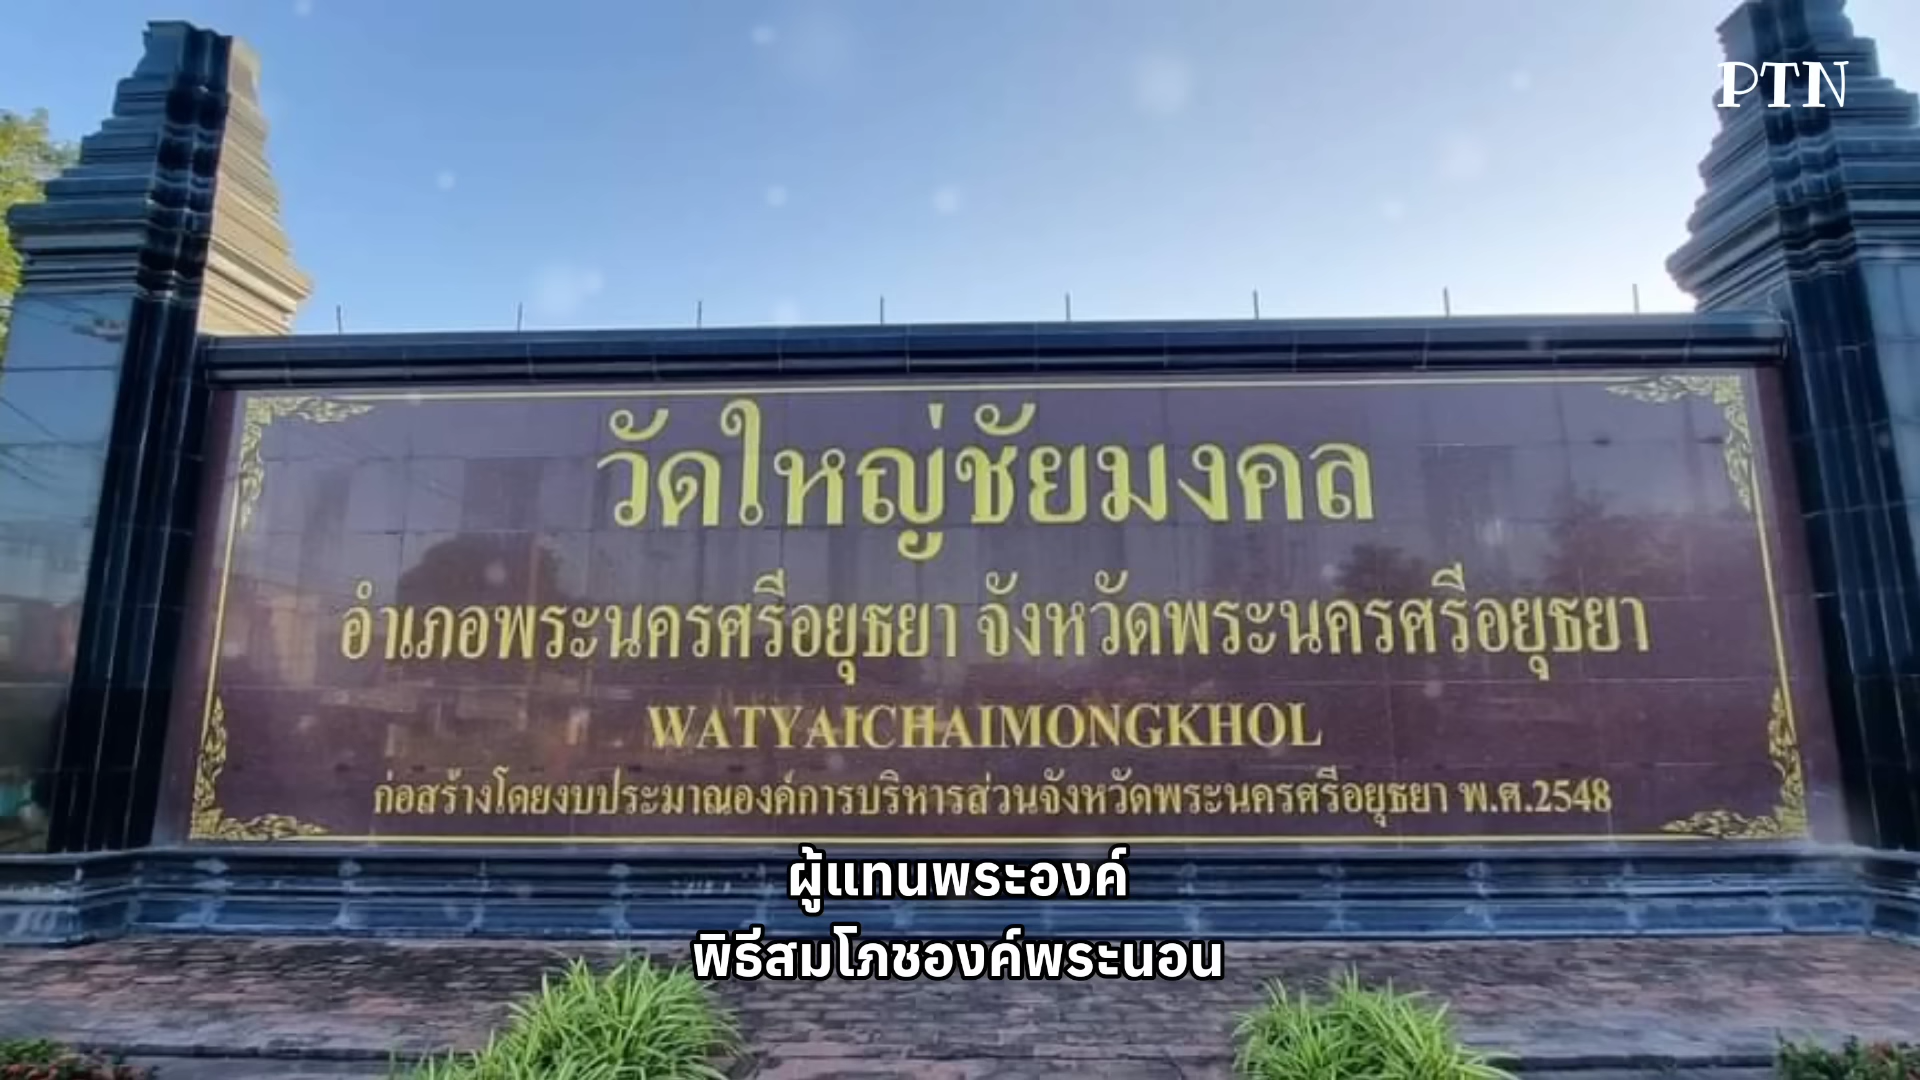 PTN
วัดใหญ่ชัยมงคล
อำเภอพระนครศรีอยุธยา จังหวัดพระนครศรีอยุธยา
WATYAICHAIMONGKHOL
ก่อสร้างโดยงบประมาณองค์การบริหารส่วนจังหวัดพระนครศรีอยุธยา พ.ศ.2548
ผู้แทนพระองค์
พิธีสมโภชองค์พระนอน